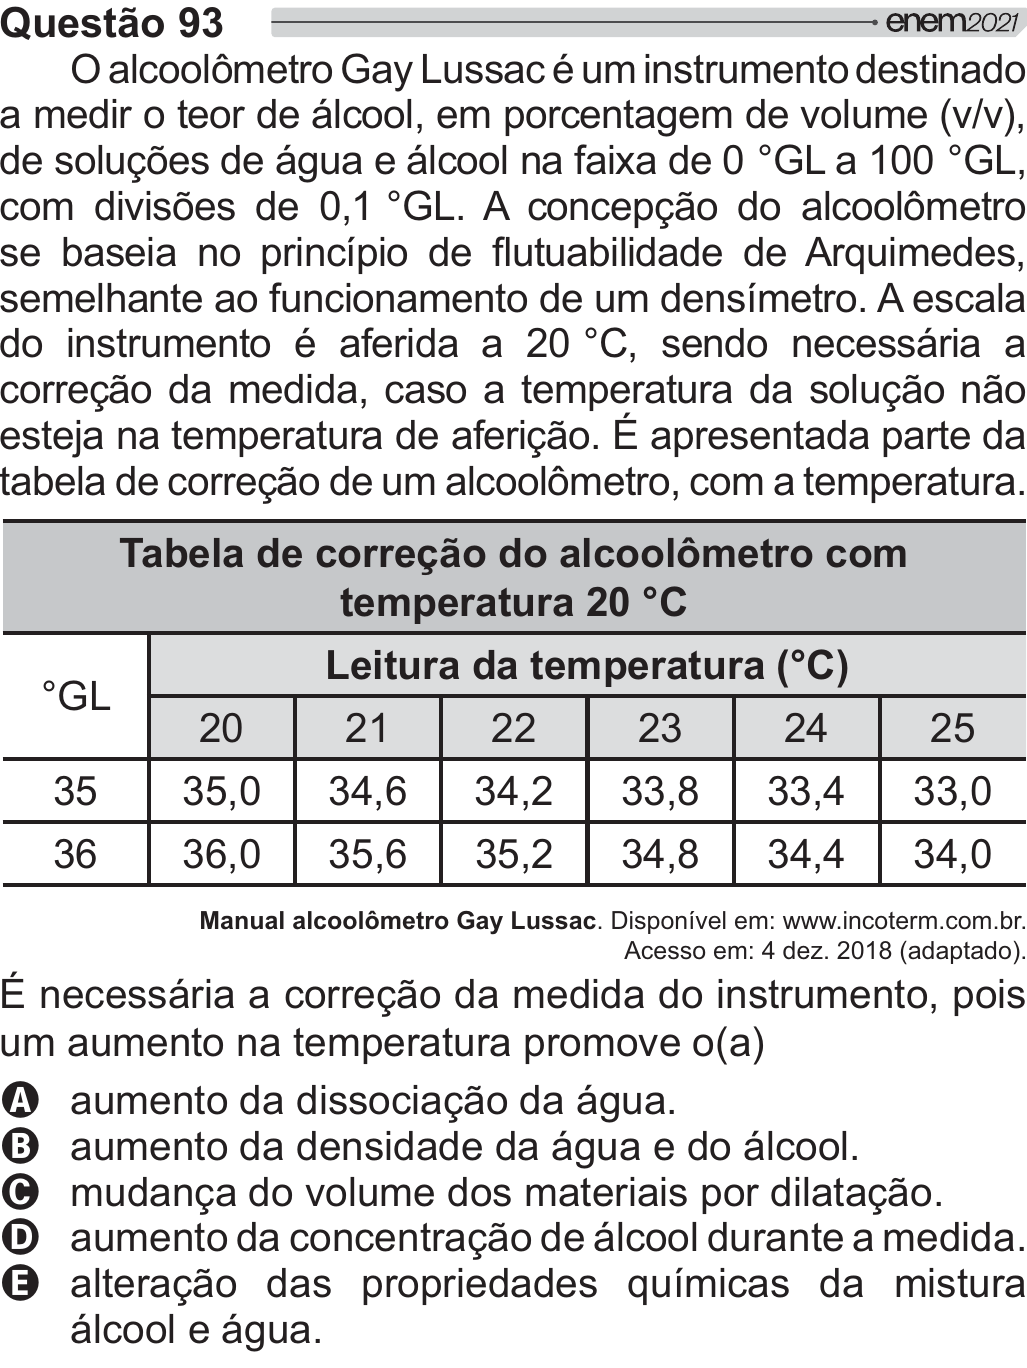 Questão 93
enem2021
O alcoolômetro Gay Lussac é um instrumento destinado
a medir o teor de álcool, em porcentagem de volume (v/v),
de soluções de água e álcool na faixa de 0 °GL a 100 °GL,
com divisões de 0,1 °GL. A concepção do alcoolômetro
se baseia no princípio de flutuabilidade de Arquimedes,
semelhante ao funcionamento de um densímetro. A escala
do instrumento é aferida a 20 °C, sendo necessária a
correção da medida, caso a temperatura da solução não
esteja na temperatura de aferição. É apresentada parte da
tabela de correção de um alcoolômetro, com a temperatura.
Tabela de correção do alcoolômetro com
temperatura 20 °C
°GL
Leitura da temperatura (°C)
20 21 22 23 24 25
35 35,0 34,6 34,2 33,8 33,4 33,0
36 36,0 35,6 35,2 34,8 34,4 34,0
Manual alcoolômetro Gay Lussac. Disponível em: www.incoterm.com.br.
Acesso em: 4 dez. 2018 (adaptado).
É necessária a correção da medida do instrumento, pois
um aumento na temperatura promove o(a)
A aumento da dissociação da água.
B aumento da densidade da água e do álcool.
C mudança do volume dos materiais por dilatação.
D aumento da concentração de álcool durante a medida.
E alteração das propriedades químicas da mistura
álcool e água.